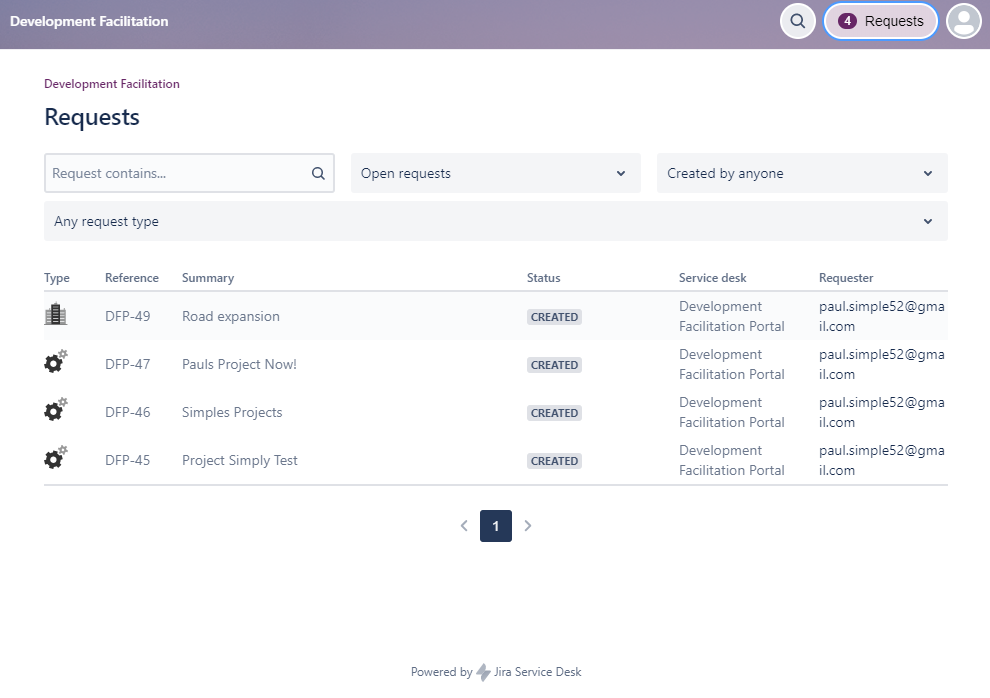 Development Facilitation
4 Requests
Development Facilitation
Requests
Request contains...
Open requests
Created by anyone
Any request type
Type Reference Summary Status Service desk Requester
DFP-49 Road expansion CREATED Development Facilitation Portal paul.simple52@gmail.com
DFP-47 Pauls Project Now! CREATED Development Facilitation Portal paul.simple52@gmail.com
DFP-46 Simples Projects CREATED Development Facilitation Portal paul.simple52@gmail.com
DFP-45 Project Simply Test CREATED Development Facilitation Portal paul.simple52@gmail.com
1
Powered by Jira Service Desk